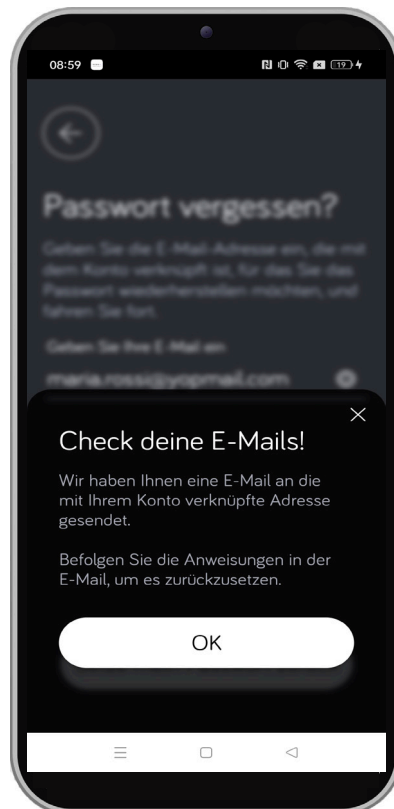 08:59
19
Passwort vergessen?
Geben Sie die E-Mail-Adresse ein, die mit
dem Konto verknüpft ist, für das Sie das
Passwort wiederherstellen möchten, und
fahren Sie fort.
Geben Sie Ihre E-Mail ein
maria.rossi@yopmail.com
Check deine E-Mails!
Wir haben Ihnen eine E-Mail an die
mit Ihrem Konto verknüpfte Adresse
gesendet.
Befolgen Sie die Anweisungen in der
E-Mail, um es zurückzusetzen.
OK